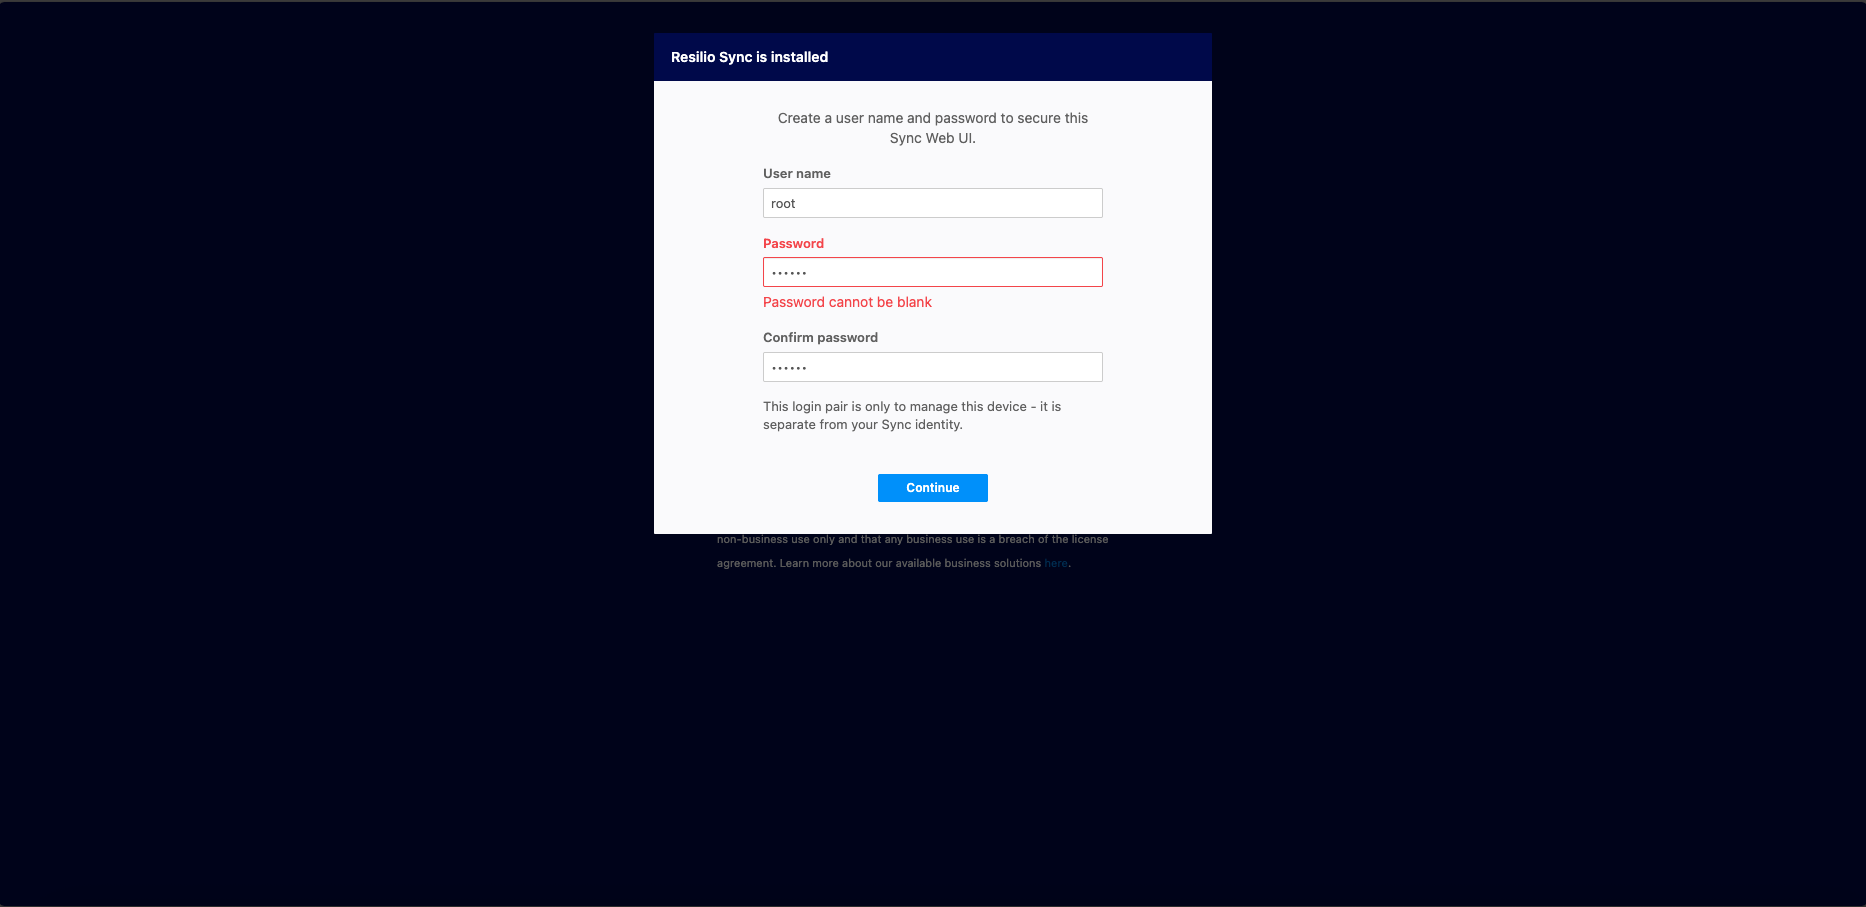 Resilio Sync is installed
Create a user name and password to secure this
Sync Web UI.
User name
root
Password
••••••
Password cannot be blank
Confirm password
••••••
This login pair is only to manage this device - it is
separate from your Sync identity.
Continue
non-business use only and that any business use is a breach of the license
agreement. Learn more about our available business solutions here.